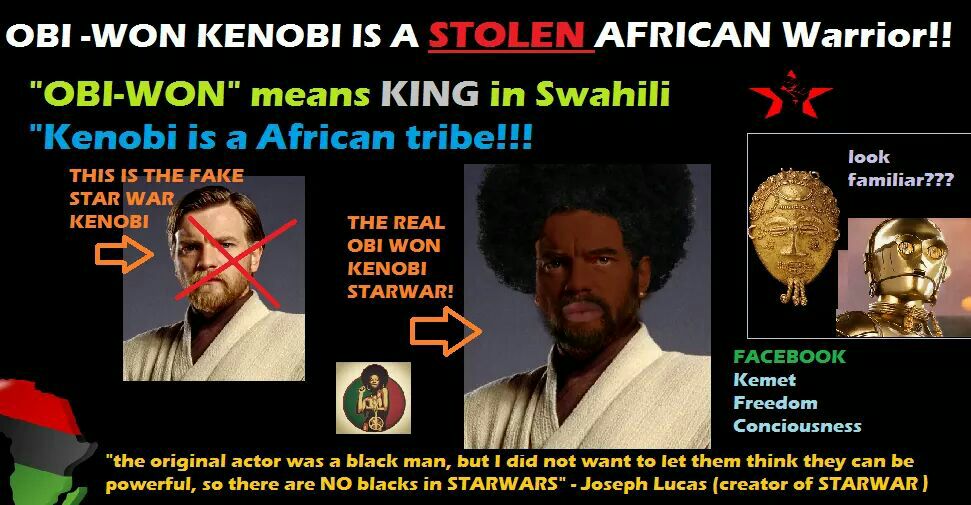 OBI -WON KENOBI IS A STOLEN AFRICAN Warrior!!
"OBI-WON" means KING in Swahili
"Kenobi is a African tribe!!!
THIS IS THE FAKE
STAR WAR
KENOBI
THE REAL
OBI WON
KENOBI
STARWAR!
look
familiar???
FACEBOOK
Kemet
Freedom
Conciousness
"the original actor was a black man, but I did not want to let them think they can be
powerful, so there are NO blacks in STARWARS" - Joseph Lucas (creator of STARWAR )